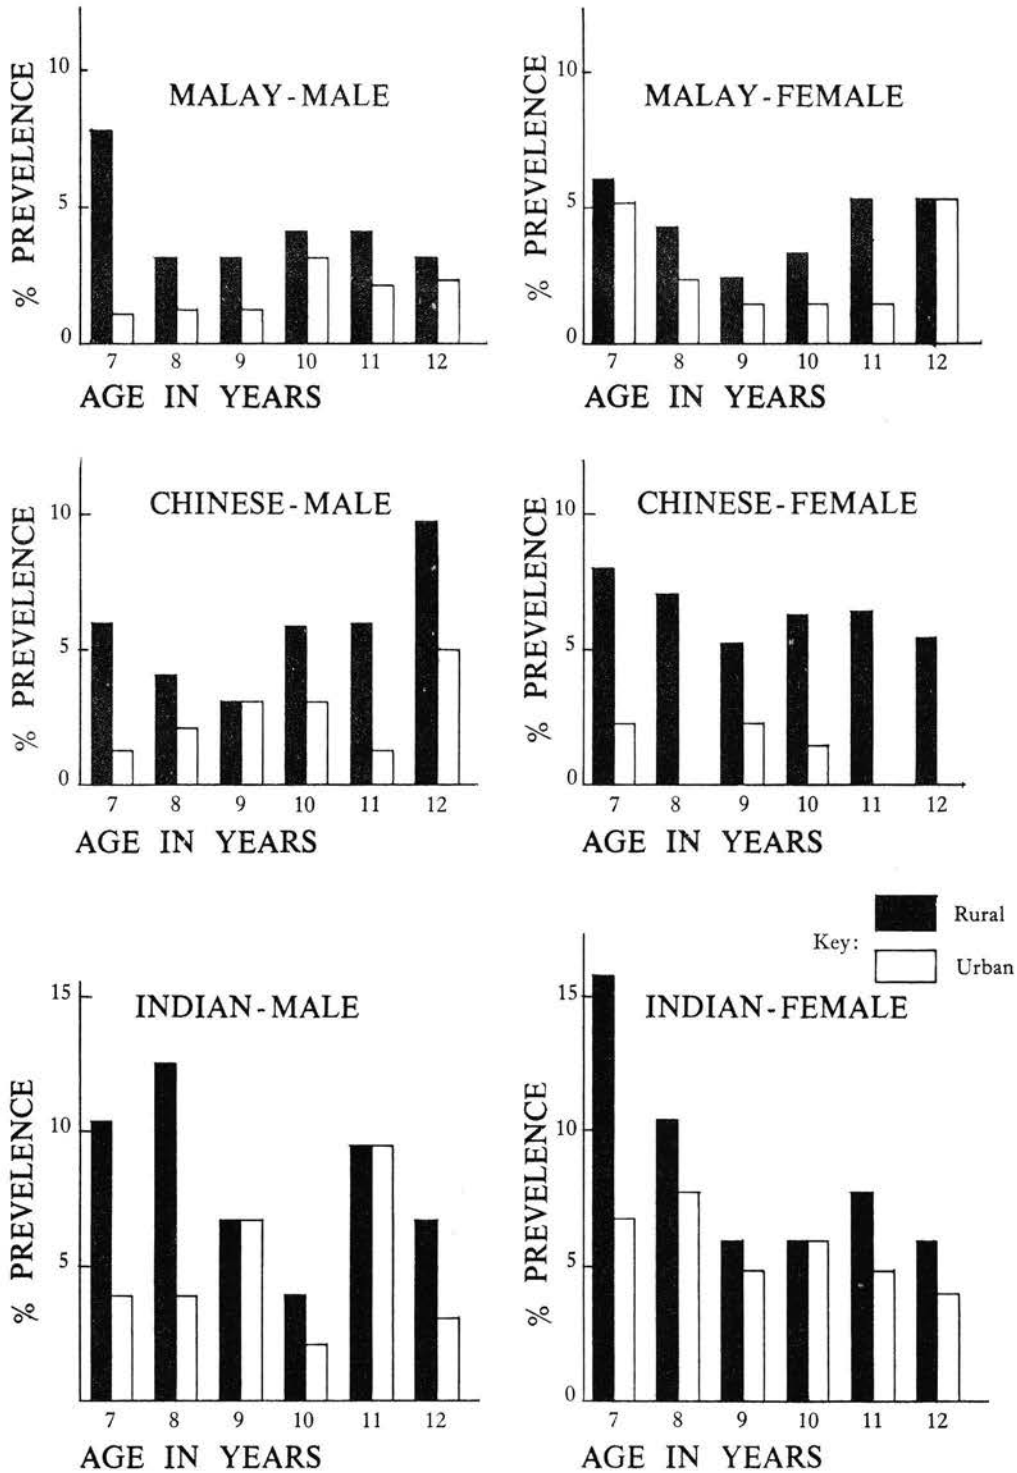 MALAY-MALE
% PREVELENCE
10
5
0
7 8 9 10 11 12
AGE IN YEARS
MALAY-FEMALE
% PREVELENCE
10
5
0
7 8 9 10 11 12
AGE IN YEARS
CHINESE-MALE
% PREVELENCE
10
5
0
7 8 9 10 11 12
AGE IN YEARS
CHINESE-FEMALE
% PREVELENCE
10
5
0
7 8 9 10 11 12
AGE IN YEARS
Key:
Rural
Urban
INDIAN-MALE
% PREVELENCE
15
10
5
7 8 9 10 11 12
AGE IN YEARS
INDIAN-FEMALE
% PREVELENCE
15
10
5
0
7 8 9 10 11 12
AGE IN YEARS